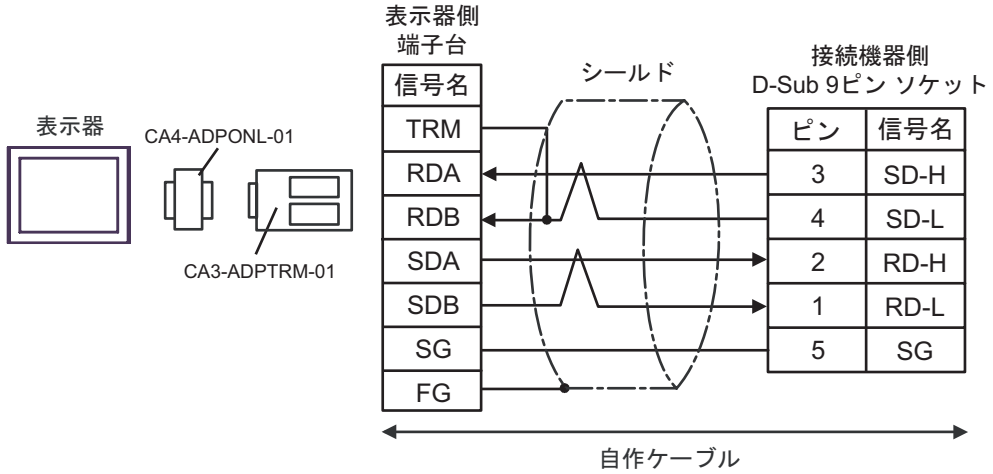 表示器
CA4-ADPONL-01
CA3-ADPTRM-01
表示器側
端子台
信号名
TRM
RDA
RDB
SDA
SDB
SG
FG
シールド
接続機器側
D-Sub 9ピン ソケット
ピン 信号名
3 SD-H
4 SD-L
2 RD-H
1 RD-L
5 SG
自作ケーブル